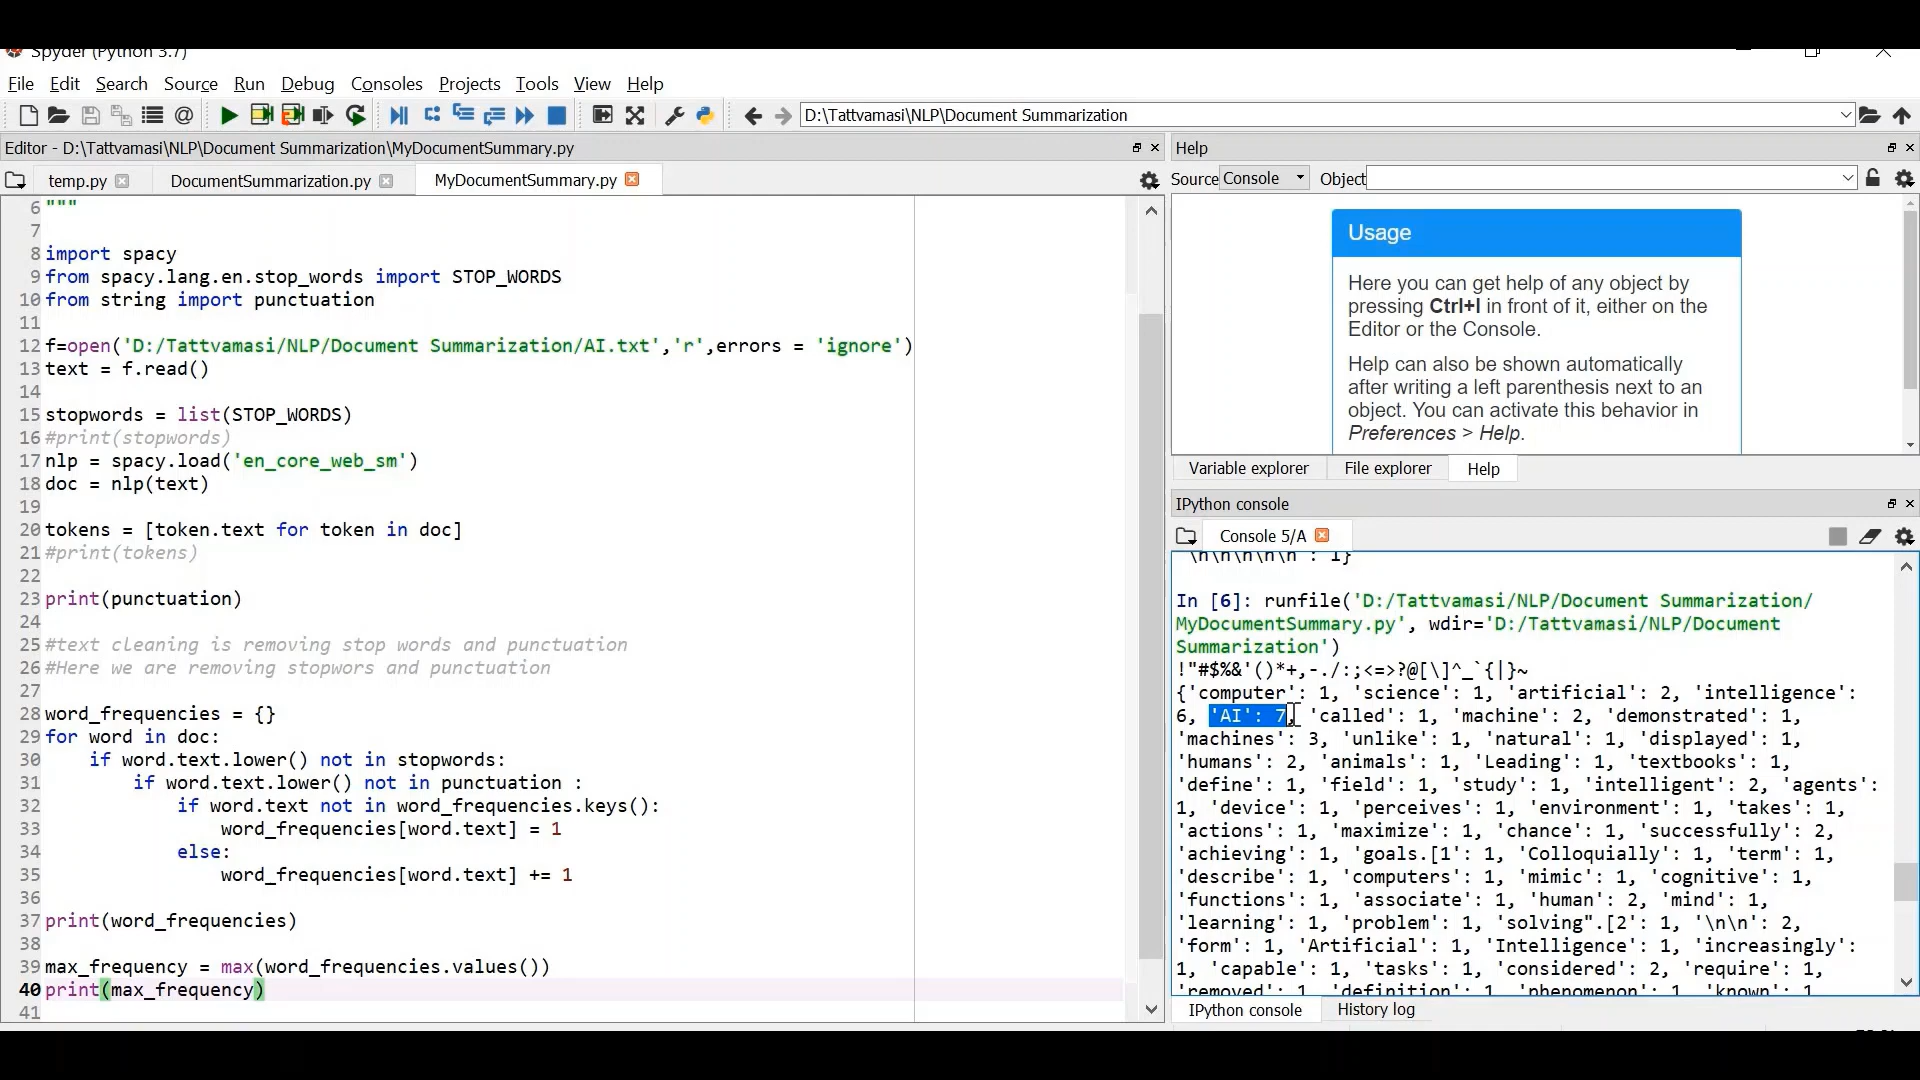 Spyder (Python 3.7)
File Edit Search Source Run Debug Consoles Projects Tools View Help
D:\Tattvamasi\NLP\Document Summarization
Editor - D:\Tattvamasi\NLP\Document Summarization\MyDocumentSummary.py
temp.py DocumentSummarization.py MyDocumentSummary.py
6 """
7
8 import spacy
9 from spacy.lang.en.stop_words import STOP_WORDS
10 from string import punctuation
11
12 f=open('D:/Tattvamasi/NLP/Document Summarization/AI.txt','r',errors = 'ignore')
13 text = f.read()
14
15 stopwords = list(STOP_WORDS)
16 #print(stopwords)
17 nlp = spacy.load('en_core_web_sm')
18 doc = nlp(text)
19
20 tokens = [token.text for token in doc]
21 #print(tokens)
22
23 print(punctuation)
24
25 #text cleaning is removing stop words and punctuation
26 #Here we are removing stopwors and punctuation
27
28 word_frequencies = {}
29 for word in doc:
30     if word.text.lower() not in stopwords:
31         if word.text.lower() not in punctuation :
32             if word.text not in word_frequencies.keys():
33                 word_frequencies[word.text] = 1
34             else:
35                 word_frequencies[word.text] += 1
36
37 print(word_frequencies)
38
39 max_frequency = max(word_frequencies.values())
40 print(max_frequency)
41
Help
Source Console Object
Usage
Here you can get help of any object by
pressing Ctrl+I in front of it, either on the
Editor or the Console.
Help can also be shown automatically
after writing a left parenthesis next to an
object. You can activate this behavior in
Preferences > Help.
Variable explorer File explorer Help
IPython console
Console 5/A
\n\n\n\n\n': 1}
In [6]: runfile('D:/Tattvamasi/NLP/Document Summarization/
MyDocumentSummary.py', wdir='D:/Tattvamasi/NLP/Document
Summarization')
!"#$%&'()*+,-./:;<=>?@[\]^_`{|}~
{'computer': 1, 'science': 1, 'artificial': 2, 'intelligence':
6, 'AI': 7, 'called': 1, 'machine': 2, 'demonstrated': 1,
'machines': 3, 'unlike': 1, 'natural': 1, 'displayed': 1,
'humans': 2, 'animals': 1, 'Leading': 1, 'textbooks': 1,
'define': 1, 'field': 1, 'study': 1, 'intelligent': 2, 'agents':
1, 'device': 1, 'perceives': 1, 'environment': 1, 'takes': 1,
'actions': 1, 'maximize': 1, 'chance': 1, 'successfully': 2,
'achieving': 1, 'goals.[1': 1, 'Colloquially': 1, 'term': 1,
'describe': 1, 'computers': 1, 'mimic': 1, 'cognitive': 1,
'functions': 1, 'associate': 1, 'human': 2, 'mind': 1,
'learning': 1, 'problem': 1, 'solving".[2': 1, '\n\n': 2,
'form': 1, 'Artificial': 1, 'Intelligence': 1, 'increasingly':
1, 'capable': 1, 'tasks': 1, 'considered': 2, 'require': 1,
'removed': 1, 'definition': 1, 'phenomenon': 1, 'known': 1,
IPython console History log